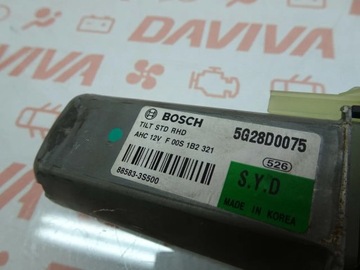 DAVIVA
BOSCH
TILT STD RHD
AHC 12V F 00S 1B2 321
88583-3S500
5G28D0075
526
S.Y.D
MADE IN KOREA